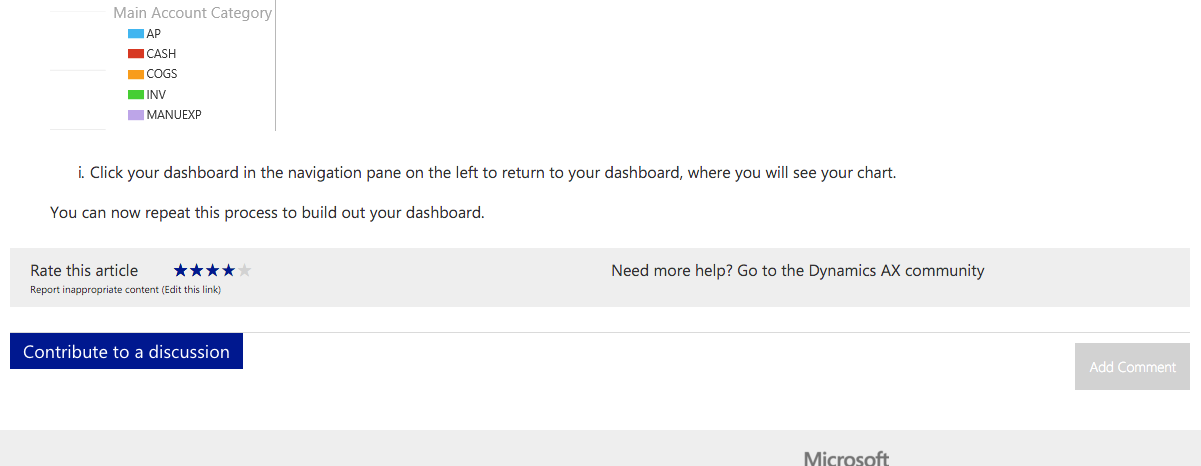 Main Account Category
AP
CASH
COGS
INV
MANUEXP
i. Click your dashboard in the navigation pane on the left to return to your dashboard, where you will see your chart.
You can now repeat this process to build out your dashboard.
Rate this article
Need more help? Go to the Dynamics AX community
Report inappropriate content (Edit this link)
Contribute to a discussion
Add Comment
Microsoft